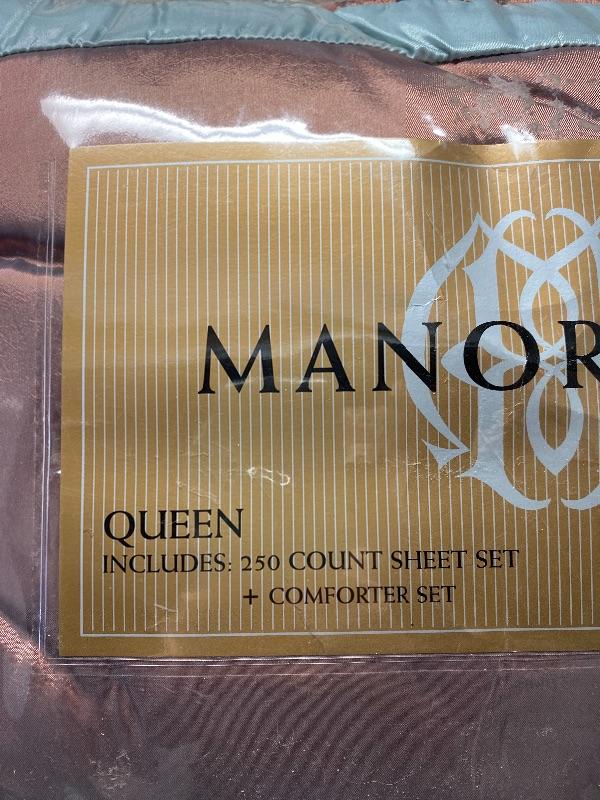 MANOR
QUEEN
INCLUDES: 250 COUNT SHEET SET
+ COMFORTER SET